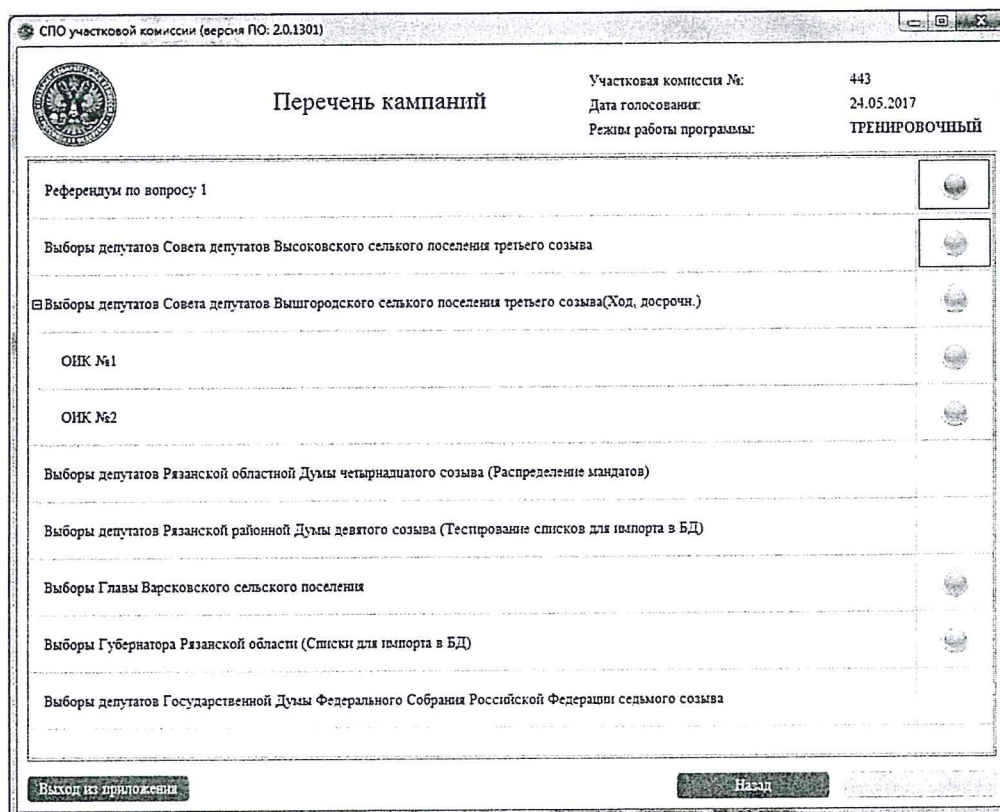 СПО участковой комиссии (версия ПО: 2.0.1301)
Перечень кампаний
Участковая комиссия №: 443
Дата голосования: 24.05.2017
Режим работы программы: ТРЕНИРОВОЧНЫЙ
Референдум по вопросу 1
Выборы депутатов Совета депутатов Высоковского селького поселения третьего созыва
Выборы депутатов Совета депутатов Вышгородского селького поселения третьего созыва(Ход, досрочн.)
ОИК №1
ОИК №2
Выборы депутатов Рязанской областной Думы четырнадцатого созыва (Распределение мандатов)
Выборы депутатов Рязанской районной Думы девятого созыва (Тестирование списков для импорта в БД)
Выборы Главы Варсковского сельского поселения
Выборы Губернатора Рязанской области (Списки для импорта в БД)
Выборы депутатов Государственной Думы Федерального Собрания Российской Федерации седьмого созыва
Выход из приложения
Назад